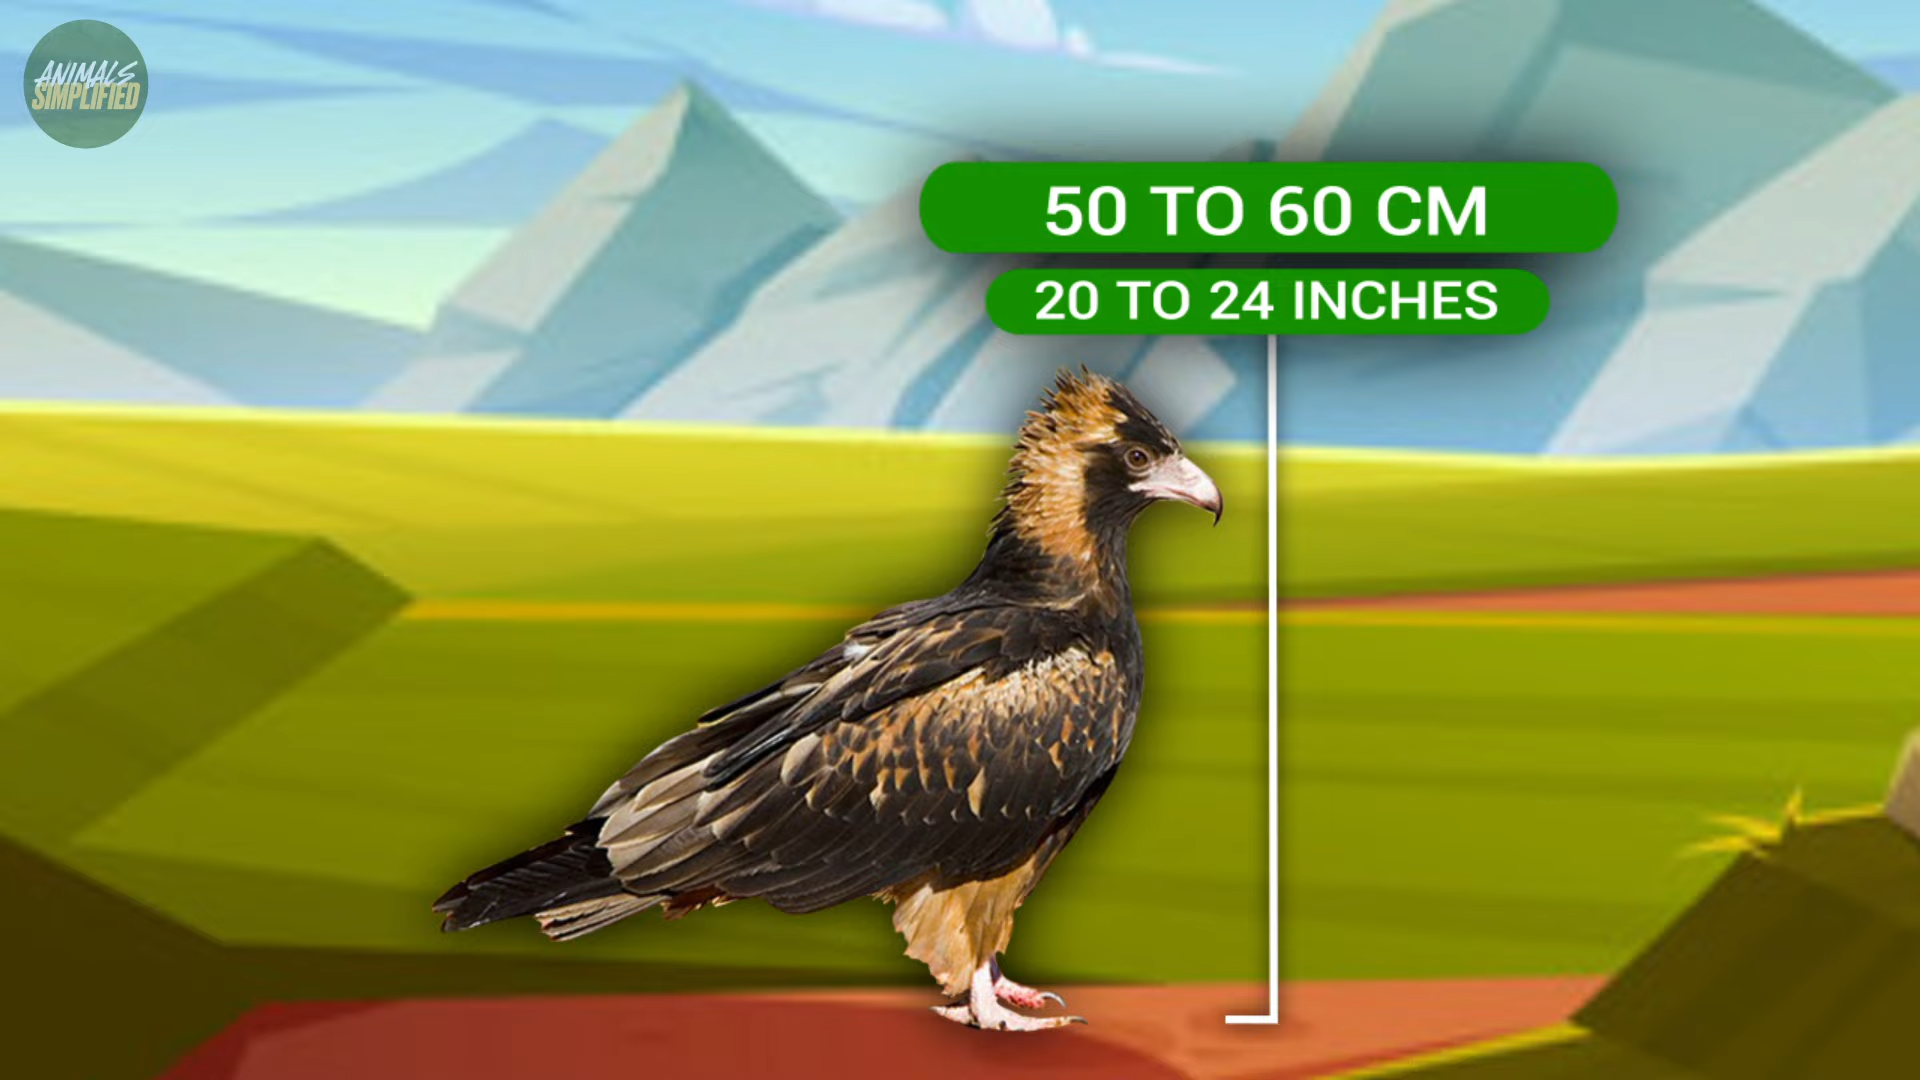 ANIMALS
SIMPLIFIED
50 TO 60 CM
20 TO 24 INCHES